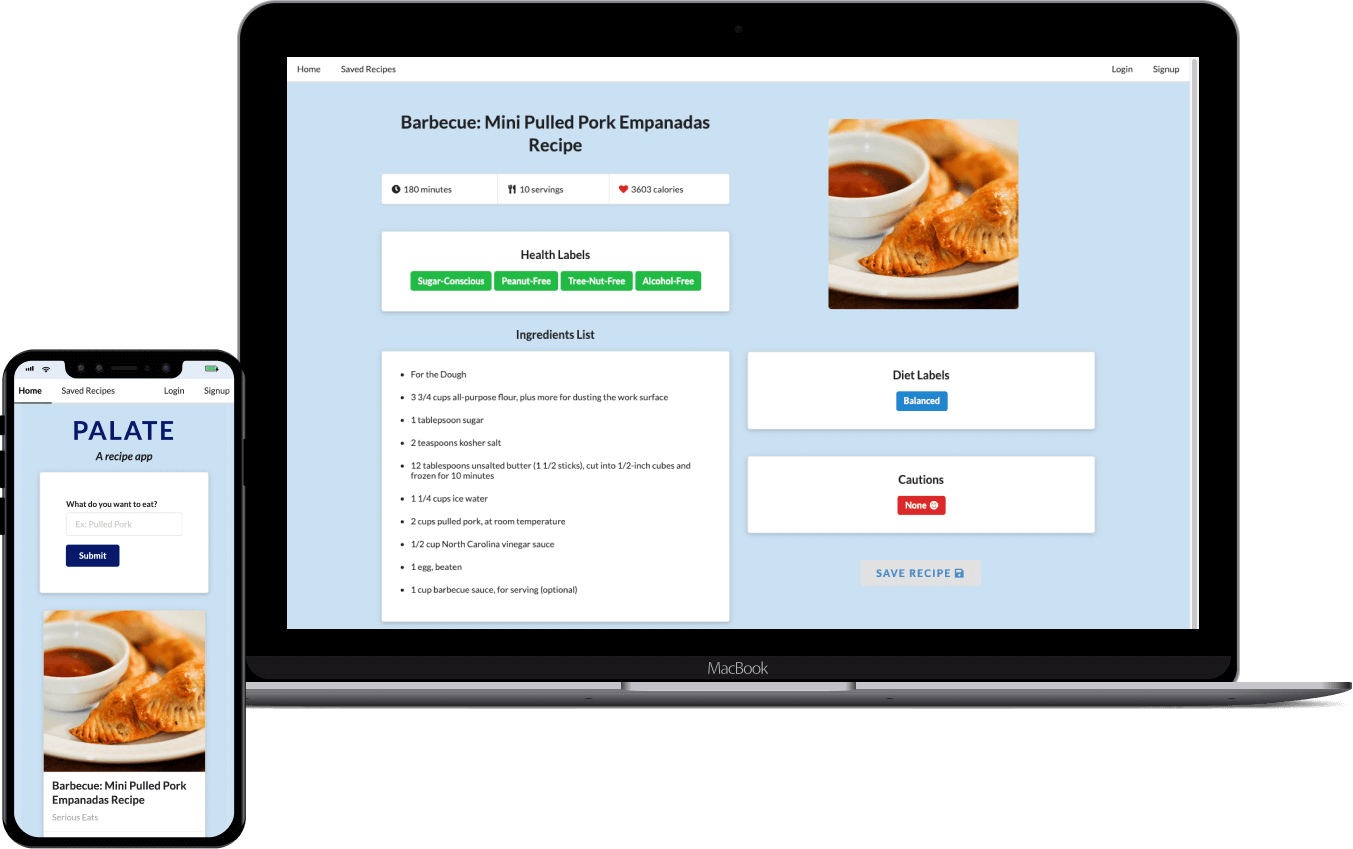 Home Saved Recipes Login Signup
Barbecue: Mini Pulled Pork Empanadas
Recipe
180 minutes 10 servings 3603 calories
Health Labels
Sugar-Conscious Peanut-Free Tree-Nut-Free Alcohol-Free
Ingredients List
For the Dough
3 3/4 cups all-purpose flour, plus more for dusting the work surface
1 tablepsoon sugar
2 teaspoons kosher salt
12 tablespoons unsalted butter (1 1/2 sticks), cut into 1/2-inch cubes and
frozen for 10 minutes
1 1/4 cups ice water
2 cups pulled pork, at room temperature
1/2 cup North Carolina vinegar sauce
1 egg, beaten
1 cup barbecue sauce, for serving (optional)
Diet Labels
Balanced
Cautions
None
SAVE RECIPE
MacBook
Home Saved Recipes Login Signup
PALATE
A recipe app
What do you want to eat?
Ex: Pulled Pork
Submit
Barbecue: Mini Pulled Pork
Empanadas Recipe
Serious Eats